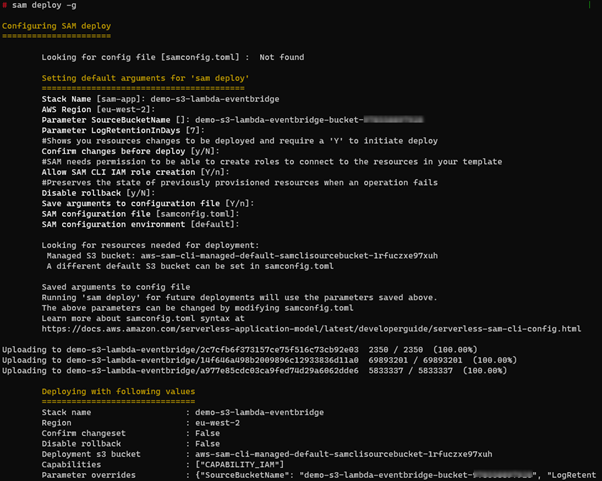 # sam deploy -g
Configuring SAM deploy
======================
Looking for config file [samconfig.toml] :  Not found
Setting default arguments for 'sam deploy'
=========================================
Stack Name [sam-app]: demo-s3-lambda-eventbridge
AWS Region [eu-west-2]:
Parameter SourceBucketName []: demo-s3-lambda-eventbridge-bucket-
Parameter LogRetentionInDays [7]:
#Shows you resources changes to be deployed and require a 'Y' to initiate deploy
Confirm changes before deploy [y/N]:
#SAM needs permission to be able to create roles to connect to the resources in your template
Allow SAM CLI IAM role creation [Y/n]:
#Preserves the state of previously provisioned resources when an operation fails
Disable rollback [y/N]:
Save arguments to configuration file [Y/n]:
SAM configuration file [samconfig.toml]:
SAM configuration environment [default]:
Looking for resources needed for deployment:
Managed S3 bucket: aws-sam-cli-managed-default-samclisourcebucket-1rfuczxe97xuh
A different default S3 bucket can be set in samconfig.toml
Saved arguments to config file
Running 'sam deploy' for future deployments will use the parameters saved above.
The above parameters can be changed by modifying samconfig.toml
Learn more about samconfig.toml syntax at
https://docs.aws.amazon.com/serverless-application-model/latest/developerguide/serverless-sam-cli-config.html
Uploading to demo-s3-lambda-eventbridge/2c7cfb6f373157ce75f516c73cb92e03  2350 / 2350  (100.00%)
Uploading to demo-s3-lambda-eventbridge/14f646a498b2009896c12933836d11a0  69893201 / 69893201  (100.00%)
Uploading to demo-s3-lambda-eventbridge/a977e85cdc03ca9fed74d29a6062dde6  5833337 / 5833337  (100.00%)
Deploying with following values
===============================
Stack name                   : demo-s3-lambda-eventbridge
Region                       : eu-west-2
Confirm changeset            : False
Disable rollback             : False
Deployment s3 bucket         : aws-sam-cli-managed-default-samclisourcebucket-1rfuczxe97xuh
Capabilities                 : ["CAPABILITY_IAM"]
Parameter overrides          : {"SourceBucketName": "demo-s3-lambda-eventbridge-bucket-", "LogRetent